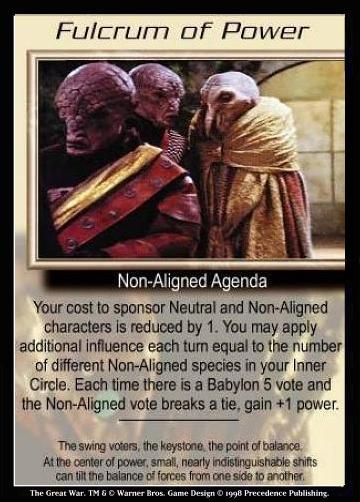 Fulcrum of Power
Non-Aligned Agenda
Your cost to sponsor Neutral and Non-Aligned
characters is reduced by 1. You may apply
additional influence each turn equal to the number
of different Non-Aligned species in your Inner
Circle. Each time there is a Babylon 5 vote and
the Non-Aligned vote breaks a tie, gain +1 power.
The swing voters, the keystone, the point of balance.
At the center of power, small, nearly indistinguishable shifts
can tilt the balance of forces from one side to another.
The Great War. TM & © Warner Bros. Game Design © 1998 Precedence Publishing.